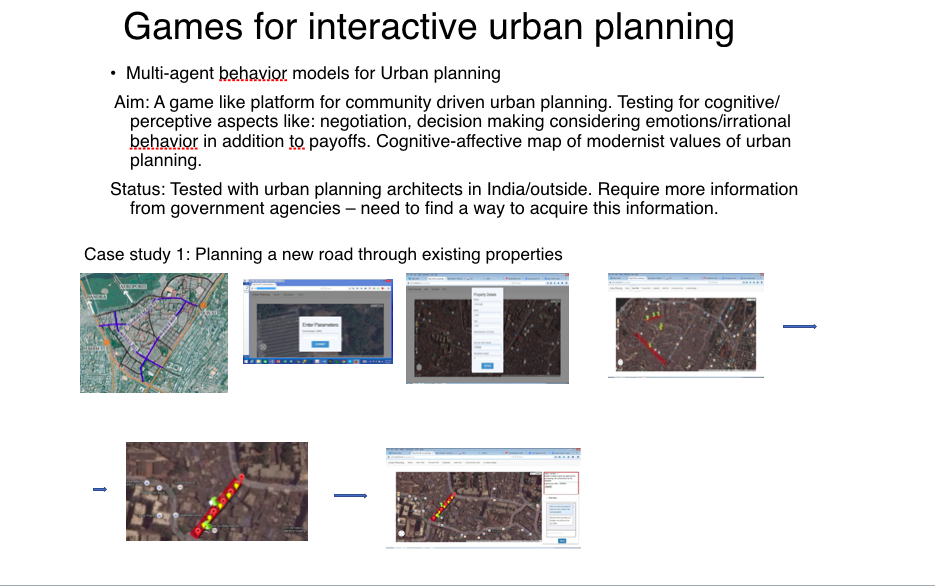 Games for interactive urban planning
• Multi-agent behavior models for Urban planning
Aim: A game like platform for community driven urban planning. Testing for cognitive/
perceptive aspects like: negotiation, decision making considering emotions/irrational
behavior in addition to payoffs. Cognitive-affective map of modernist values of urban
planning.
Status: Tested with urban planning architects in India/outside. Require more information
from government agencies – need to find a way to acquire this information.
Case study 1: Planning a new road through existing properties
Enter Parameters
Property Details